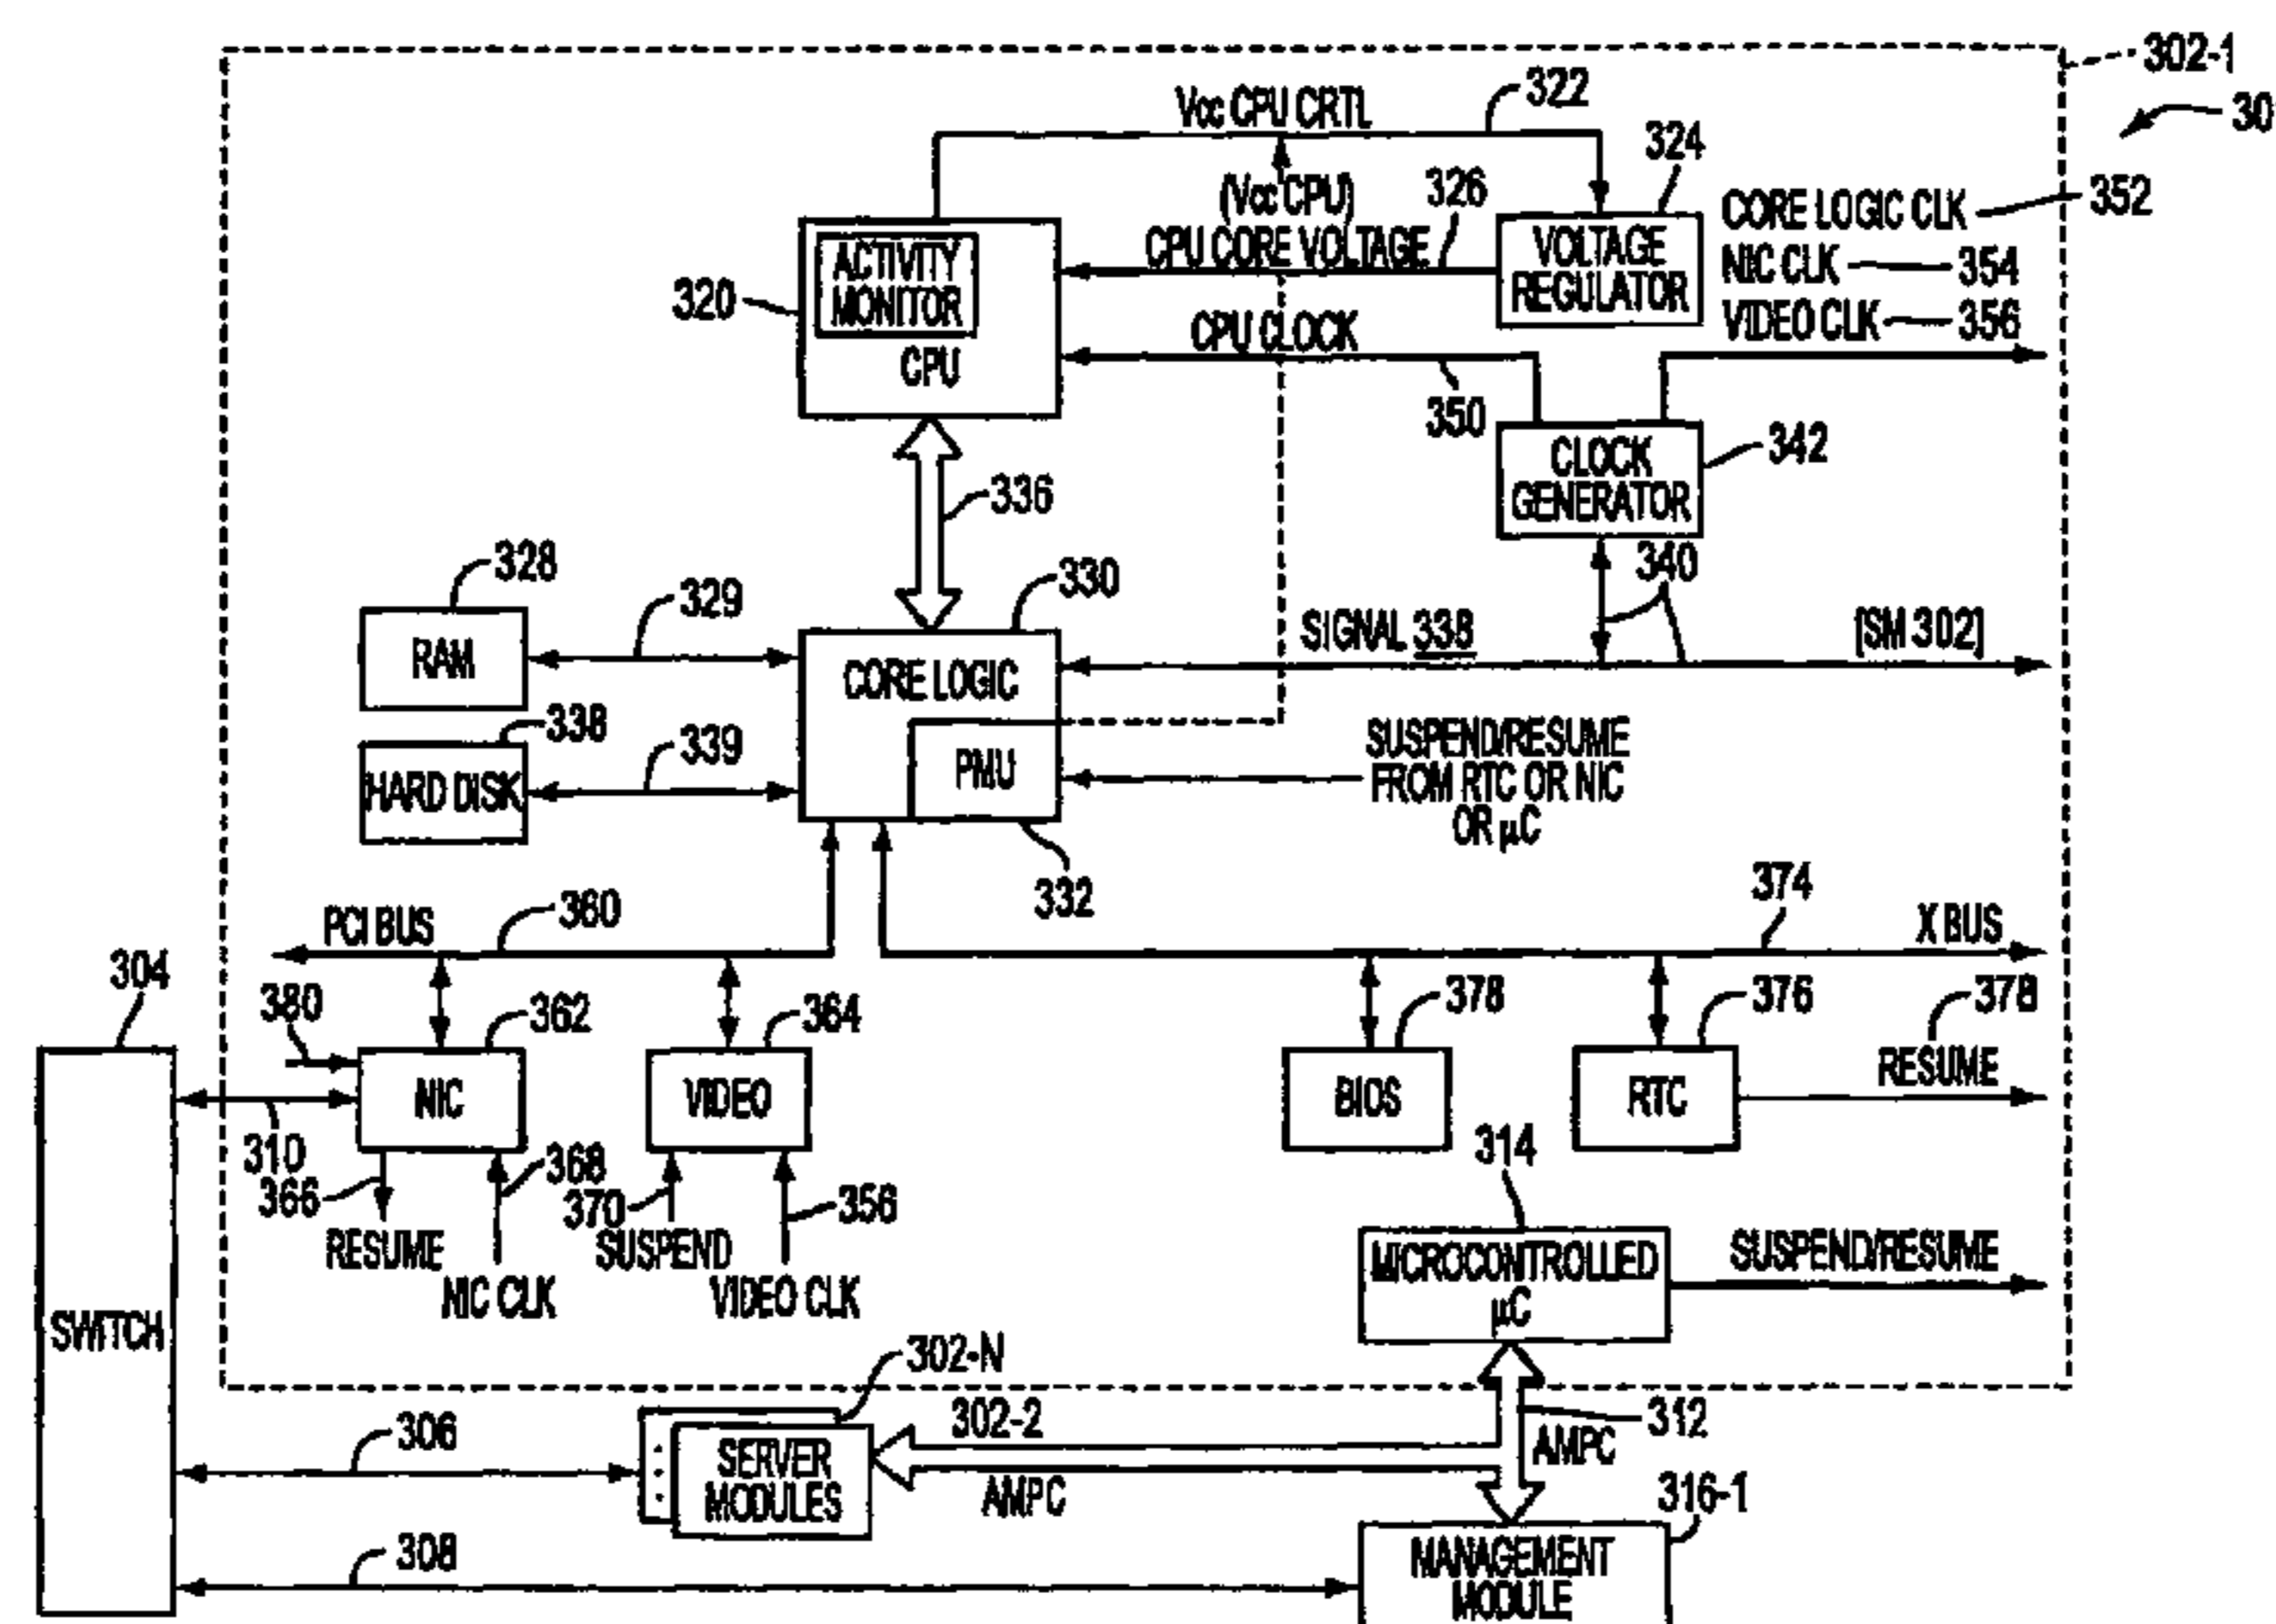 302-1
30
Vcc CPU CRTL
322
324
(Vcc CPU)
326
CPU CORE VOLTAGE
VOLTAGE
REGULATOR
CORE LOGIC CLK
352
NIC CLK
354
VIDEO CLK
356
320
ACTIVITY
MONITOR
CPU
CPU CLOCK
350
CLOCK
GENERATOR
342
336
340
328
RAM
329
330
CORE LOGIC
SIGNAL 338
[SM 302]
338
HARD DISK
339
PMU
332
SUSPEND/RESUME
FROM RTC OR NIC
OR µC
PCI BUS
360
374
X BUS
304
SWITCH
380
362
NIC
364
VIDEO
378
BIOS
376
RTC
378
RESUME
310
366
RESUME
368
NIC CLK
370
SUSPEND
356
VIDEO CLK
314
MICROCONTROLLED
µC
SUSPEND/RESUME
302-N
302-2
306
SERVER
MODULES
AMPC
312
AMPC
316-1
308
MANAGEMENT
MODULE